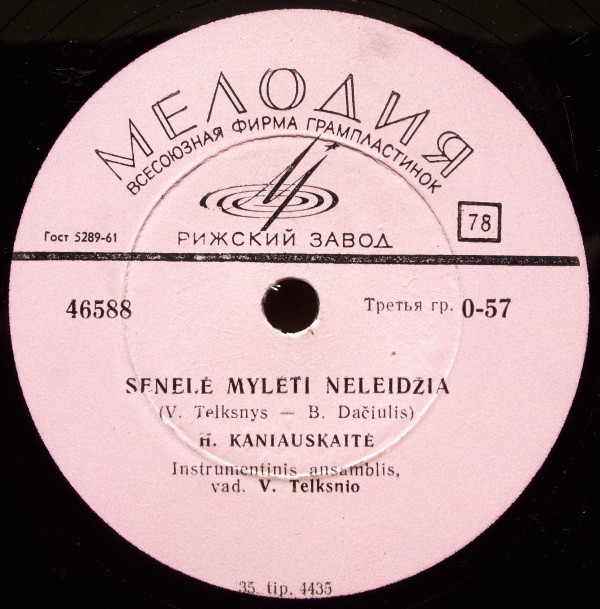 МЕЛОДИЯ
ВСЕСОЮЗНАЯ ФИРМА ГРАМПЛАСТИНОК
РИЖСКИЙ ЗАВОД
78
Гост 5289-61
46588
Третья гр. 0-57
SENELĖ MYLĖTI NELEIDŽIA
(V. Telksnys — B. Dačiulis)
H. KANIAUSKAITĖ
Instrumentinis ansamblis,
vad. V. Telksnio
35 tip. 4435